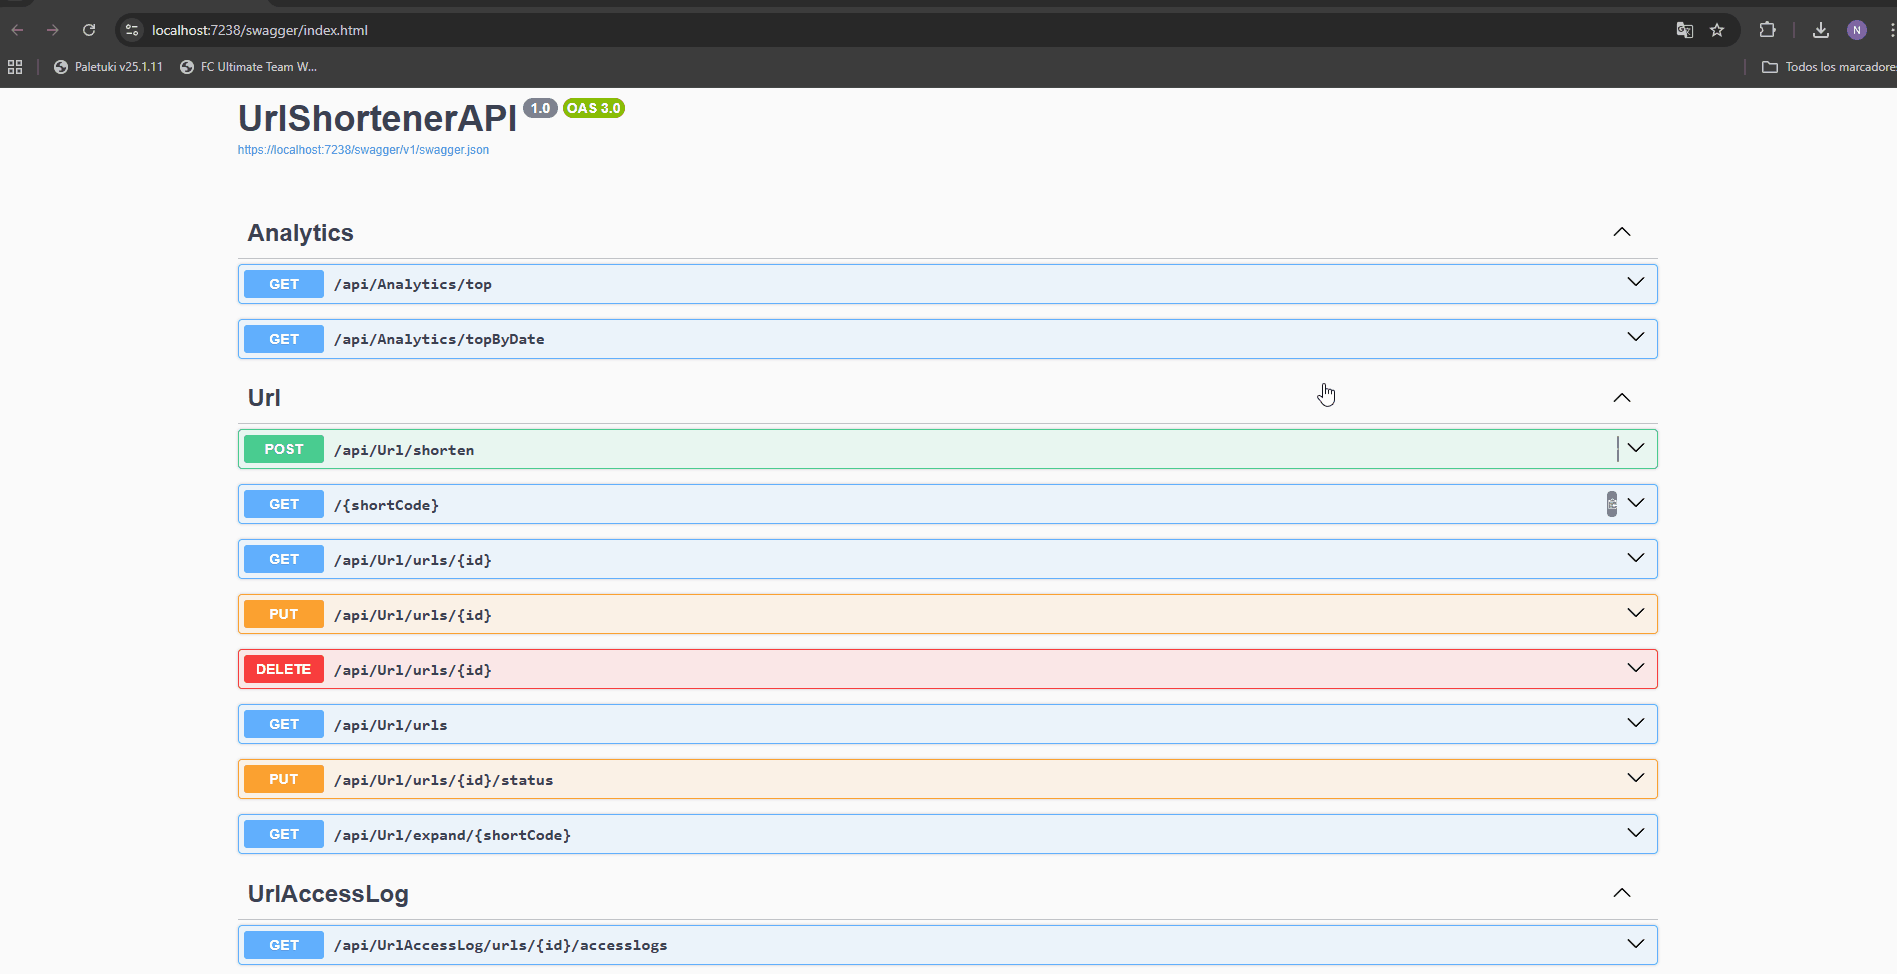 localhost:7238/swagger/index.html
N
Paletuki v25.1.11
FC Ultimate Team W...
Todos los marcadores
UrlShortenerAPI 1.0 OAS 3.0
https://localhost:7238/swagger/v1/swagger.json
Analytics
GET /api/Analytics/top
GET /api/Analytics/topByDate
Url
POST /api/Url/shorten
GET /{shortCode}
GET /api/Url/urls/{id}
PUT /api/Url/urls/{id}
DELETE /api/Url/urls/{id}
GET /api/Url/urls
PUT /api/Url/urls/{id}/status
GET /api/Url/expand/{shortCode}
UrlAccessLog
GET /api/UrlAccessLog/urls/{id}/accesslogs